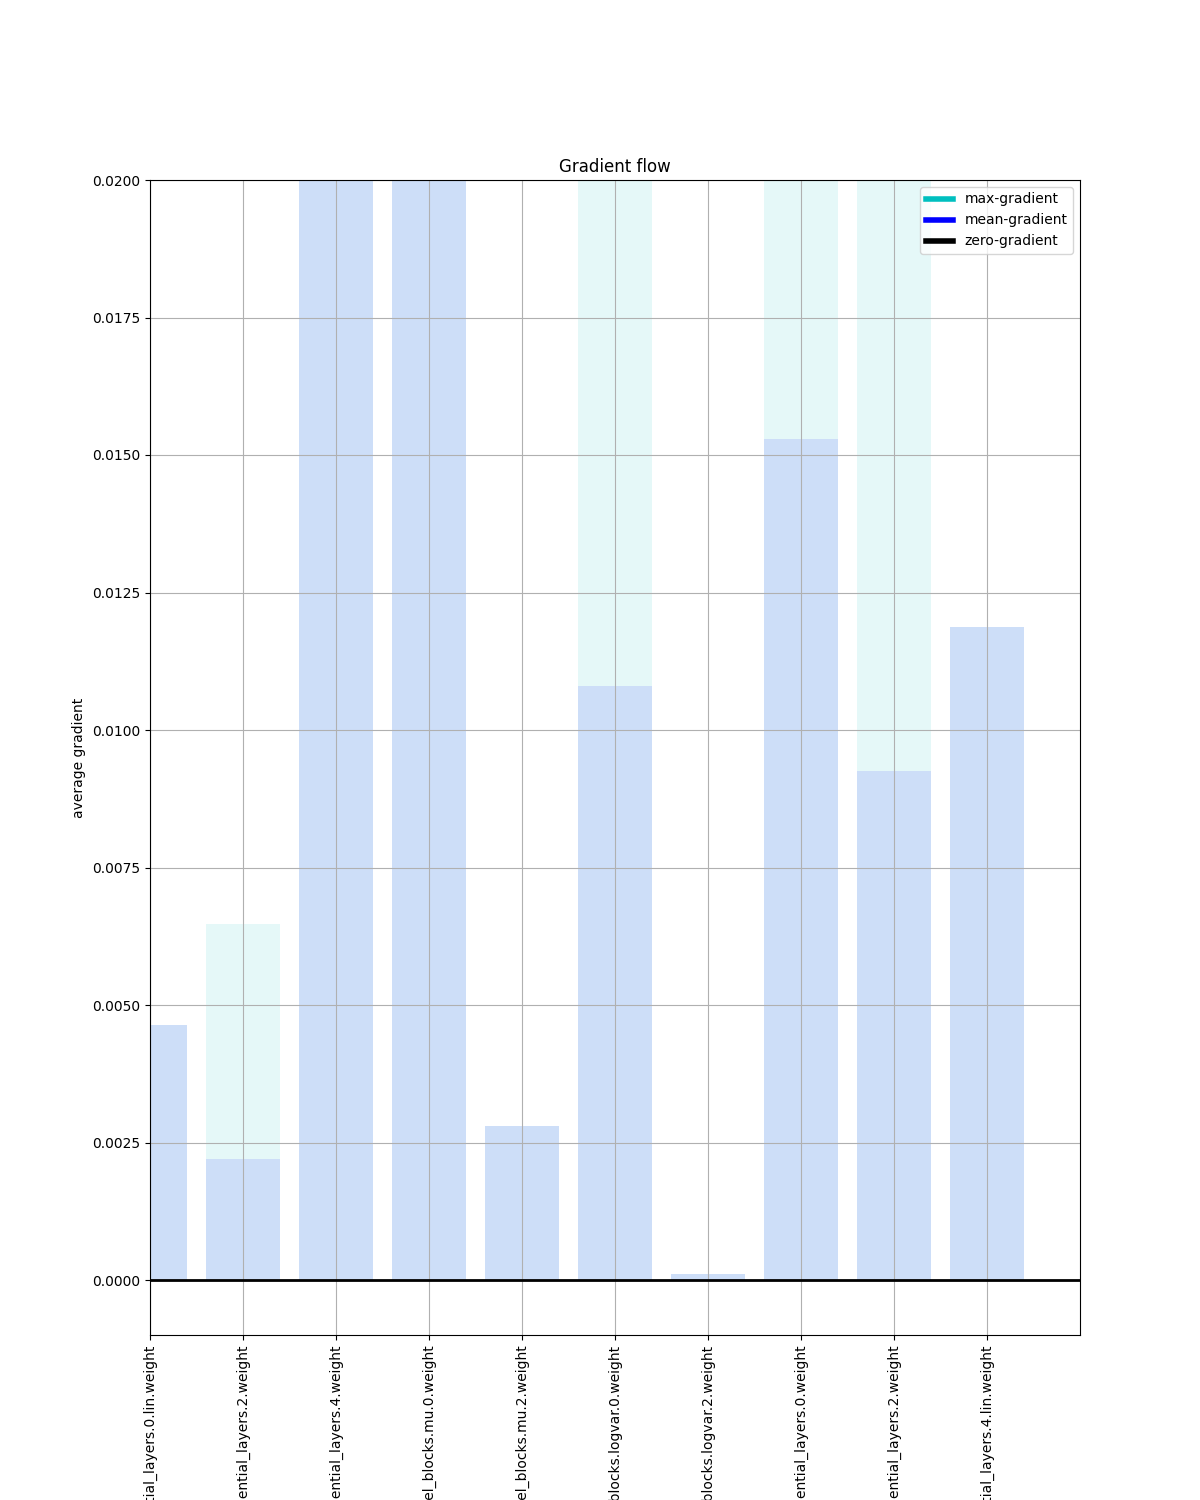 Gradient flow
max-gradient
mean-gradient
zero-gradient
0.0200
0.0175
0.0150
0.0125
0.0100
0.0075
0.0050
0.0025
0.0000
average gradient
tial_layers.0.lin.weight
ential_layers.2.weight
ential_layers.4.weight
el_blocks.mu.0.weight
el_blocks.mu.2.weight
blocks.logvar.0.weight
blocks.logvar.2.weight
ential_layers.0.weight
ential_layers.2.weight
tial_layers.4.lin.weight